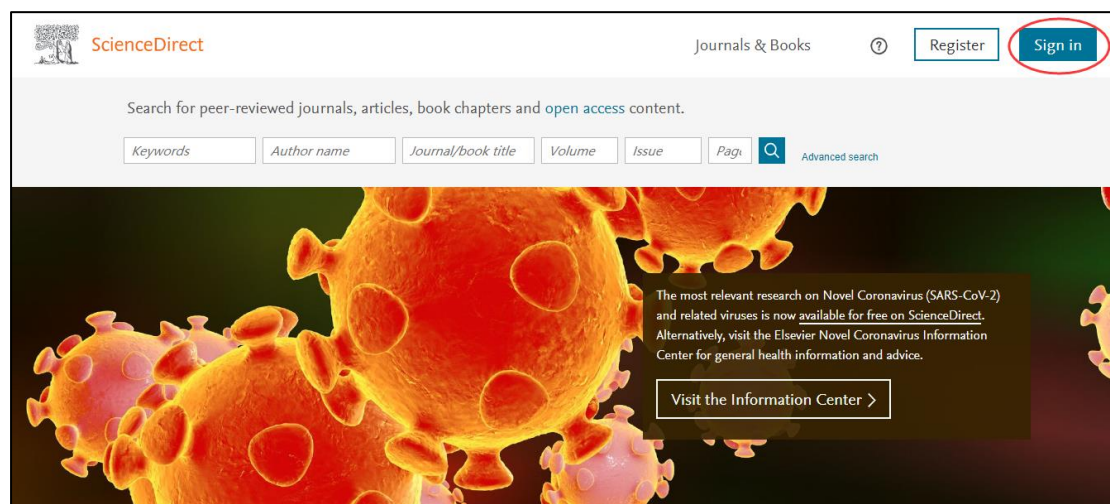 ScienceDirect
Journals & Books
?
Register
Sign in
Search for peer-reviewed journals, articles, book chapters and open access content.
Keywords
Author name
Journal/book title
Volume
Issue
Page
Advanced search
The most relevant research on Novel Coronavirus (SARS-CoV-2)
and related viruses is now available for free on ScienceDirect.
Alternatively, visit the Elsevier Novel Coronavirus Information
Center for general health information and advice.
Visit the Information Center >